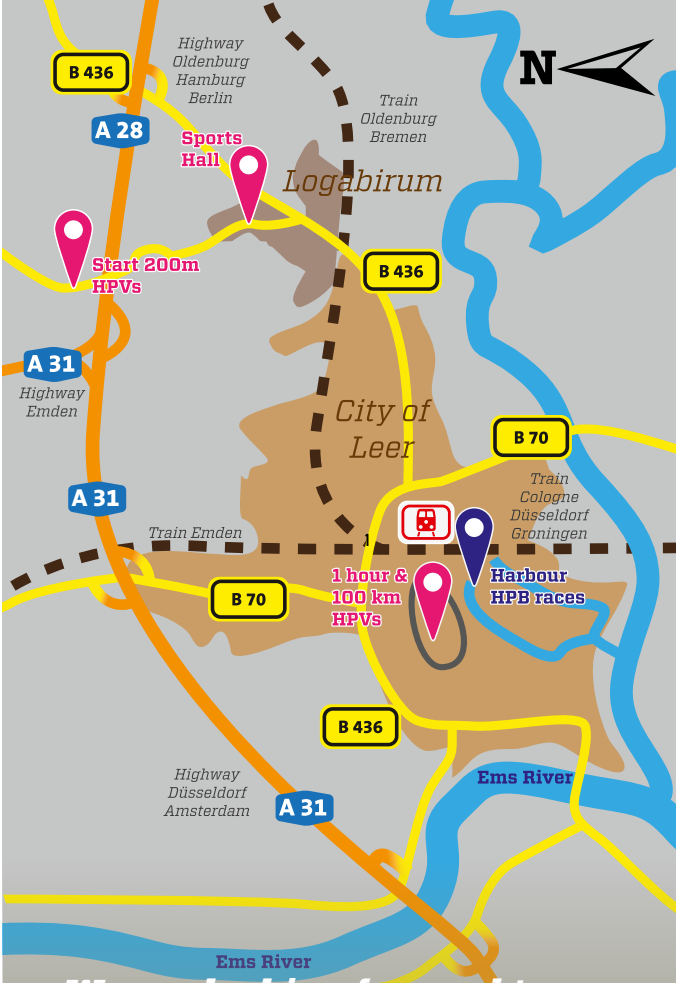 Highway
Oldenburg
Hamburg
Berlin
B 436
N
A 28
Train
Oldenburg
Bremen
Sports
Hall
Logabirum
Start 200m
HPVs
B 436
A 31
Highway
Emden
City of
Leer
B 70
A 31
Train
Cologne
Düsseldorf
Groningen
Train Emden
1 hour &
100 km
HPVs
Harbour
HPB races
B 70
B 436
Highway
Düsseldorf
Amsterdam
A 31
Ems River
Ems River